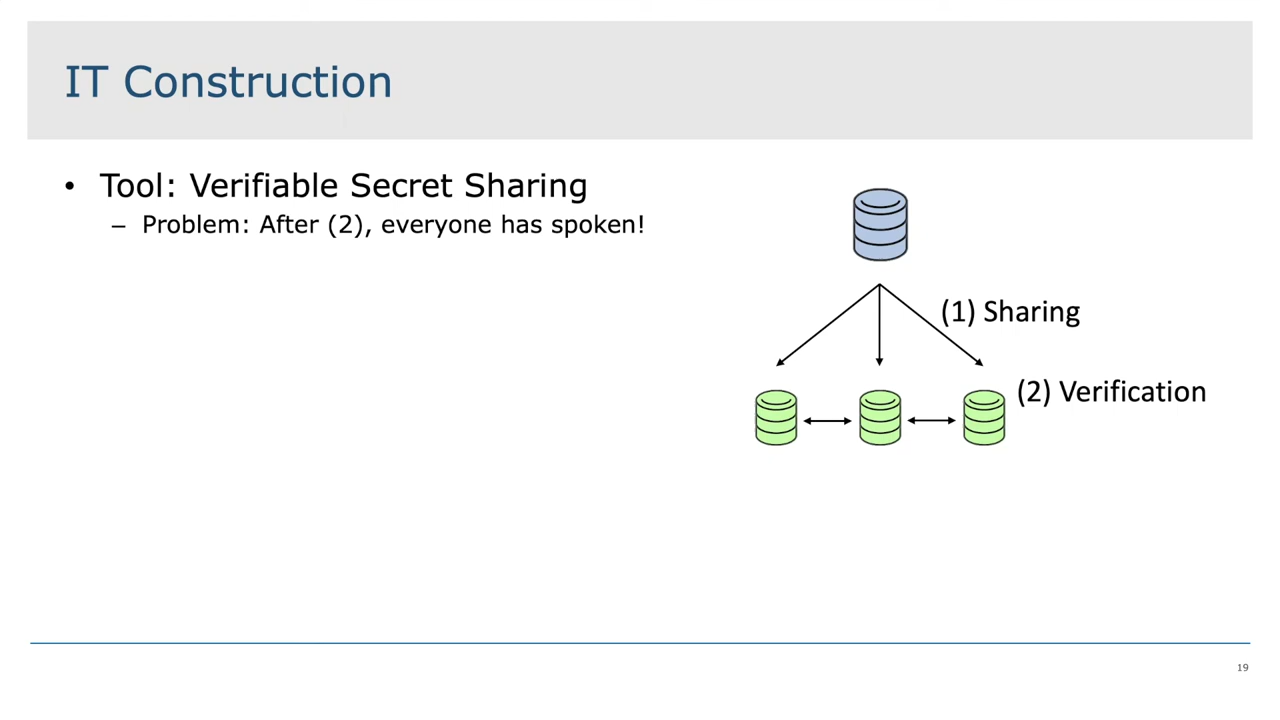 IT Construction
• Tool: Verifiable Secret Sharing
– Problem: After (2), everyone has spoken!
(1) Sharing
(2) Verification
19